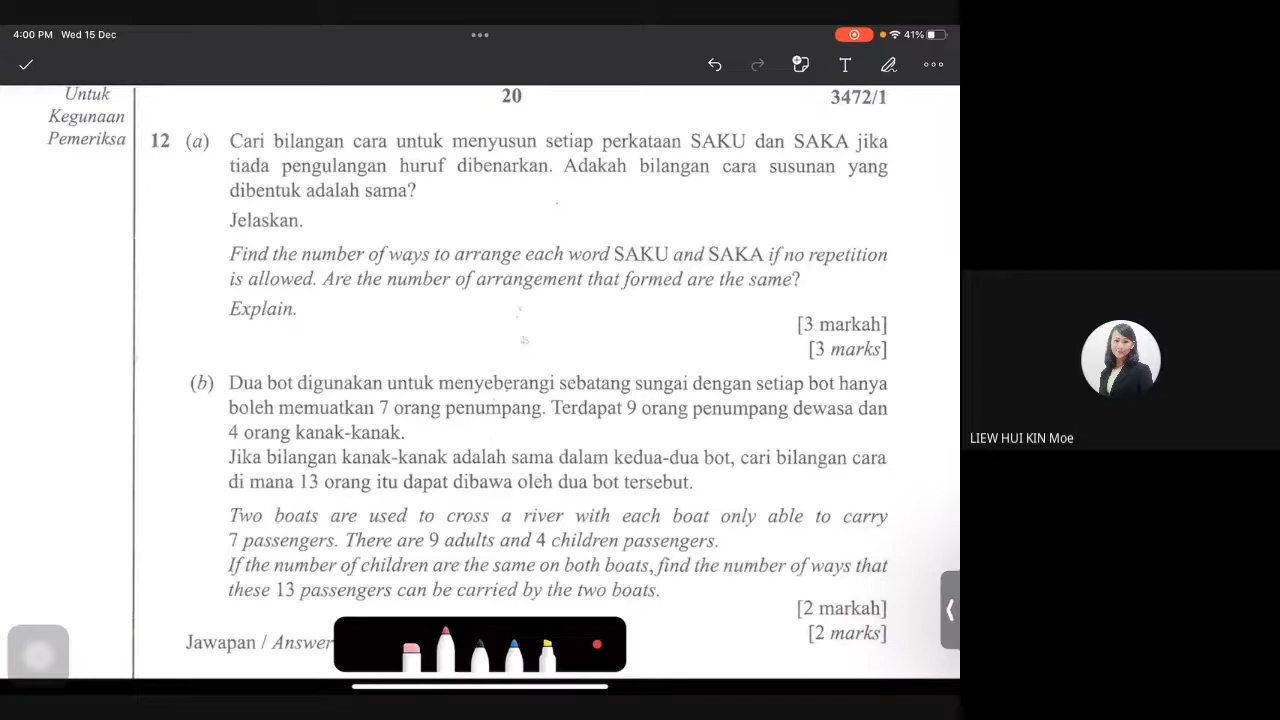 4:00 PM Wed 15 Dec
41%
Untuk
Kegunaan
Pemeriksa
20
3472/1
12 (a) Cari bilangan cara untuk menyusun setiap perkataan SAKU dan SAKA jika
tiada pengulangan huruf dibenarkan. Adakah bilangan cara susunan yang
dibentuk adalah sama?
Jelaskan.
Find the number of ways to arrange each word SAKU and SAKA if no repetition
is allowed. Are the number of arrangement that formed are the same?
Explain.
[3 markah]
[3 marks]
(b) Dua bot digunakan untuk menyeberangi sebatang sungai dengan setiap bot hanya
boleh memuatkan 7 orang penumpang. Terdapat 9 orang penumpang dewasa dan
4 orang kanak-kanak.
Jika bilangan kanak-kanak adalah sama dalam kedua-dua bot, cari bilangan cara
di mana 13 orang itu dapat dibawa oleh dua bot tersebut.
Two boats are used to cross a river with each boat only able to carry
7 passengers. There are 9 adults and 4 children passengers.
If the number of children are the same on both boats, find the number of ways that
these 13 passengers can be carried by the two boats.
[2 markah]
[2 marks]
Jawapan / Answer
LIEW HUI KIN Moe